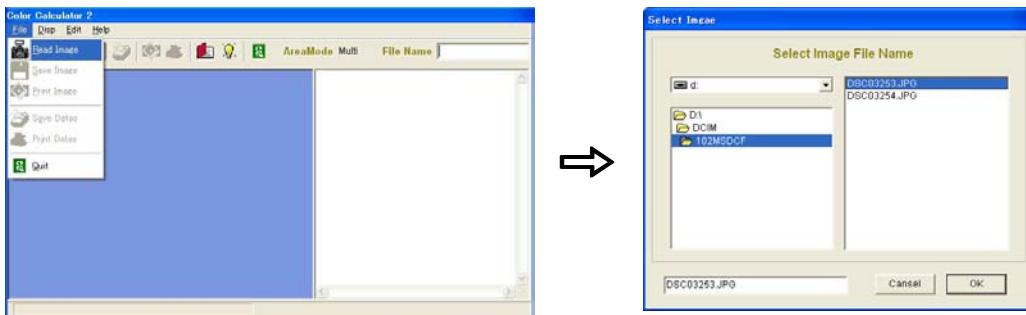 Color Calculator 2
File Disp Edit Help
Read Image
AreaMode Multi File Name
Save Image
Print Image
Save Datas
Print Datas
Quit
Select Imgae
Select Image File Name
d:
D:\
DCIM
102MSDCF
DSC03253.JPG
DSC03254.JPG
DSC03253.JPG
Cansel
OK